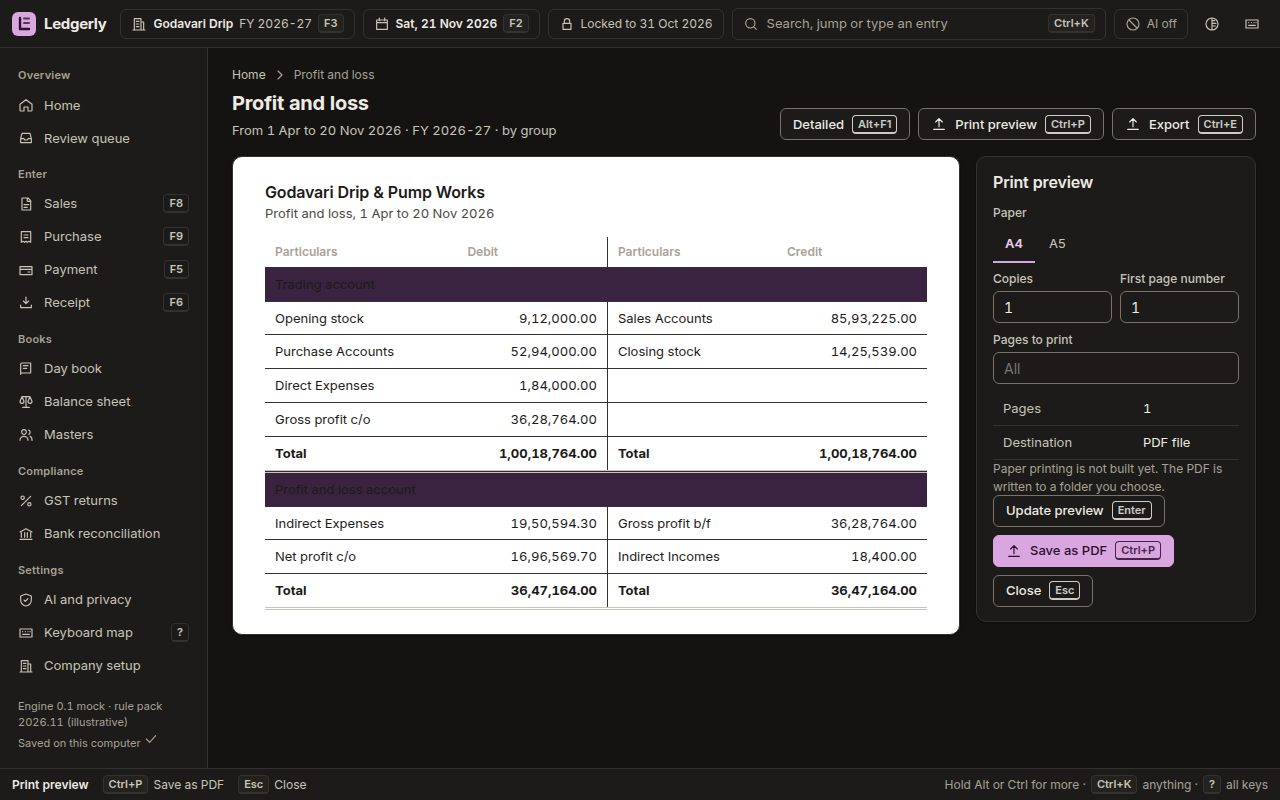 Ledgerly
Godavari Drip FY 2026-27 F3
Sat, 21 Nov 2026 F2
Locked to 31 Oct 2026
Search, jump or type an entry Ctrl+K
AI off
Overview
Home
Review queue
Enter
Sales F8
Purchase F9
Payment F5
Receipt F6
Books
Day book
Balance sheet
Masters
Compliance
GST returns
Bank reconciliation
Settings
AI and privacy
Keyboard map ?
Company setup
Engine 0.1 mock · rule pack
2026.11 (illustrative)
Saved on this computer
Home > Profit and loss
Profit and loss
From 1 Apr to 20 Nov 2026 · FY 2026-27 · by group
Detailed Alt+F1
Print preview Ctrl+P
Export Ctrl+E
Godavari Drip & Pump Works
Profit and loss, 1 Apr to 20 Nov 2026
Particulars Debit Particulars Credit
Trading account
Opening stock 9,12,000.00 Sales Accounts 85,93,225.00
Purchase Accounts 52,94,000.00 Closing stock 14,25,539.00
Direct Expenses 1,84,000.00
Gross profit c/o 36,28,764.00
Total 1,00,18,764.00 Total 1,00,18,764.00
Profit and loss account
Indirect Expenses 19,50,594.30 Gross profit b/f 36,28,764.00
Net profit c/o 16,96,569.70 Indirect Incomes 18,400.00
Total 36,47,164.00 Total 36,47,164.00
Print preview
Paper
A4 A5
Copies First page number
1 1
Pages to print
All
Pages 1
Destination PDF file
Paper printing is not built yet. The PDF is
written to a folder you choose.
Update preview Enter
Save as PDF Ctrl+P
Close Esc
Print preview Ctrl+P Save as PDF Esc Close
Hold Alt or Ctrl for more · Ctrl+K anything · ? all keys